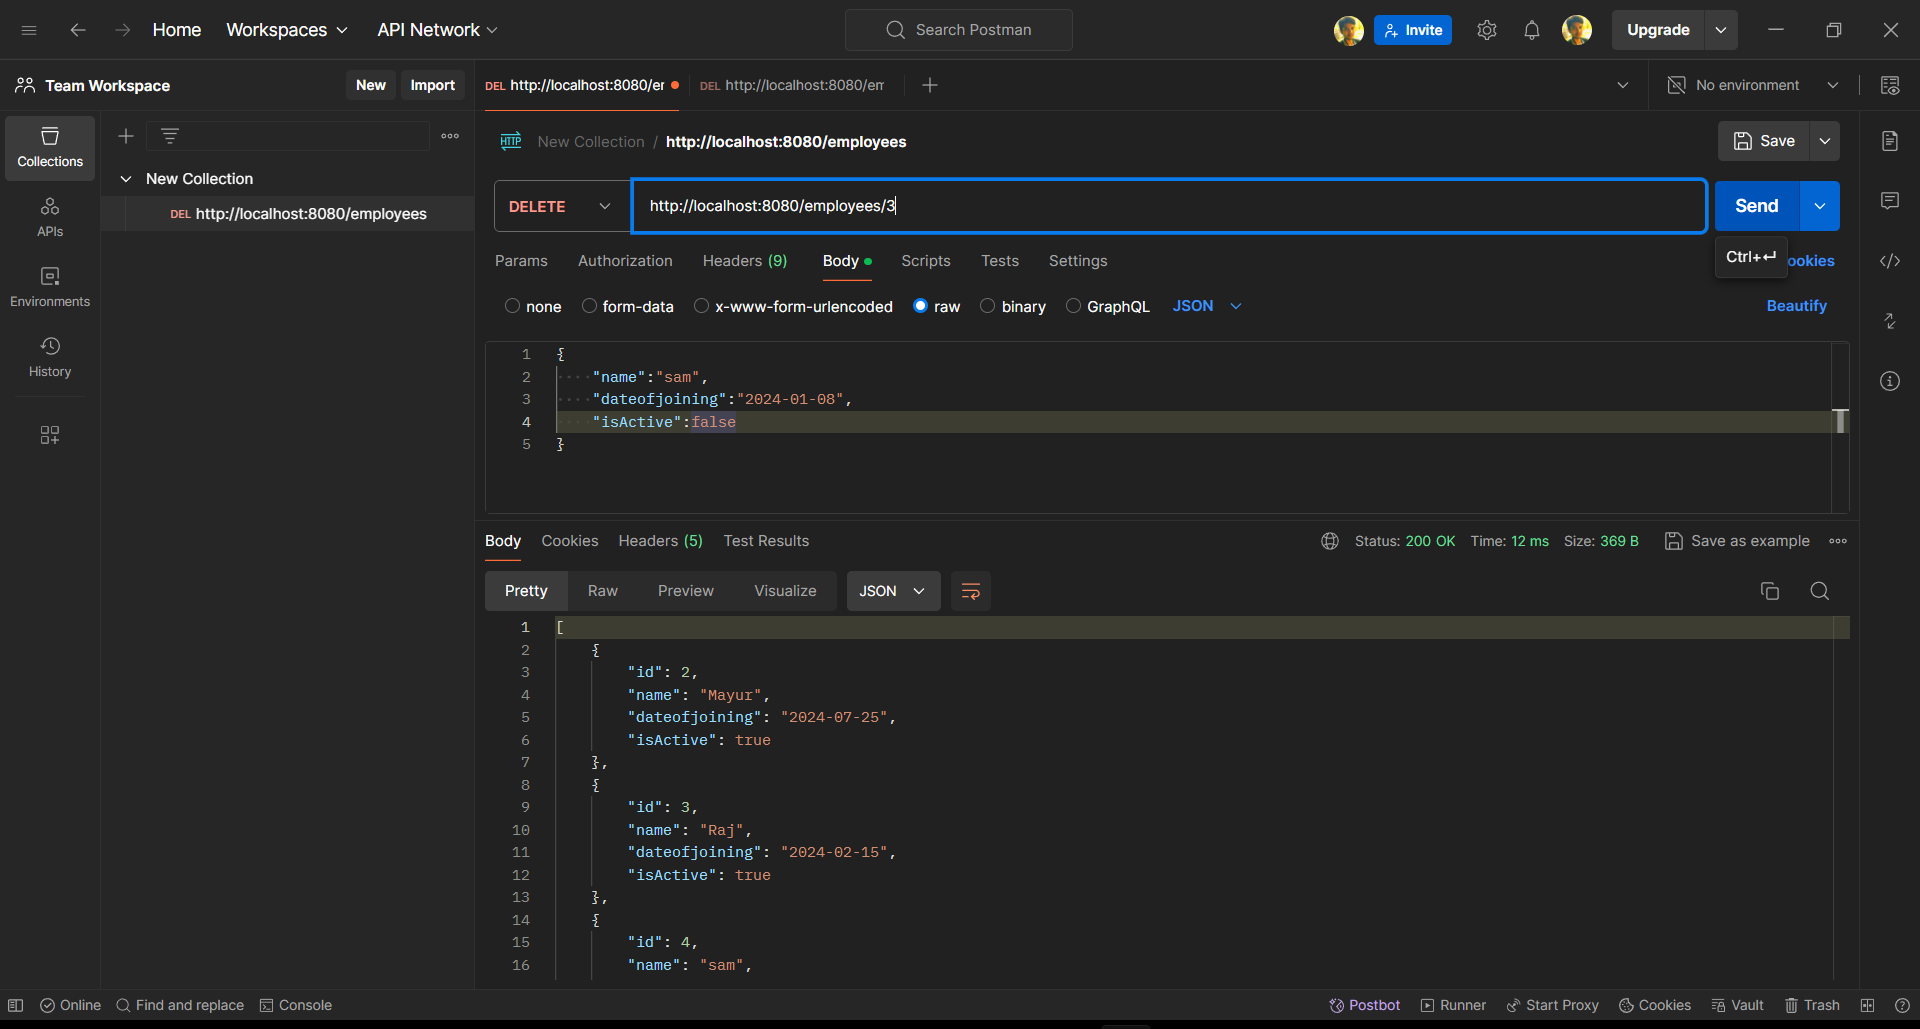 Home Workspaces API Network Search Postman Invite Upgrade
Team Workspace New Import DEL http://localhost:8080/er DEL http://localhost:8080/em No environment
Collections
APIs
Environments
History
New Collection
DEL http://localhost:8080/employees
HTTP New Collection / http://localhost:8080/employees Save
DELETE http://localhost:8080/employees/3 Send
Ctrl+↵
Params Authorization Headers (9) Body Scripts Tests Settings ookies
none form-data x-www-form-urlencoded raw binary GraphQL JSON Beautify
1 {
2 "name":"sam",
3 "dateofjoining":"2024-01-08",
4 "isActive":false
5 }
Body Cookies Headers (5) Test Results Status: 200 OK Time: 12 ms Size: 369 B Save as example
Pretty Raw Preview Visualize JSON
1 [
2 {
3 "id": 2,
4 "name": "Mayur",
5 "dateofjoining": "2024-07-25",
6 "isActive": true
7 },
8 {
9 "id": 3,
10 "name": "Raj",
11 "dateofjoining": "2024-02-15",
12 "isActive": true
13 },
14 {
15 "id": 4,
16 "name": "sam",
Online Find and replace Console Postbot Runner Start Proxy Cookies Vault Trash